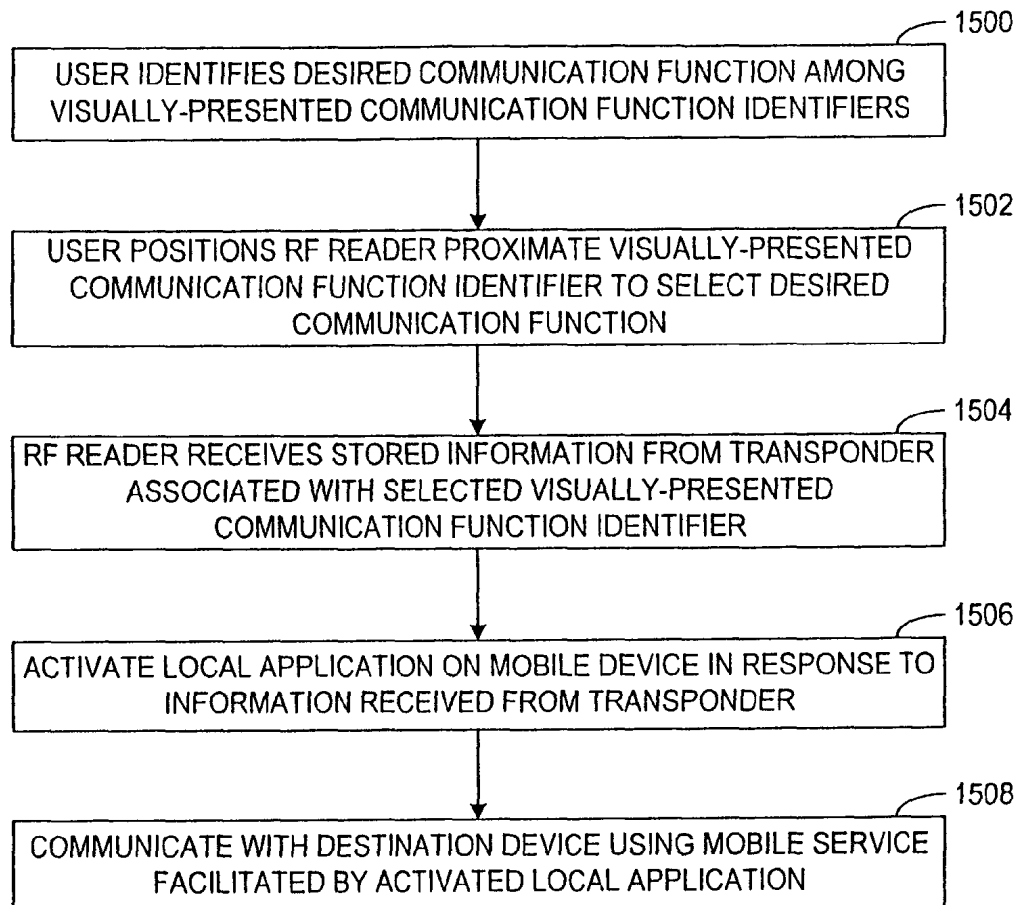 1500
USER IDENTIFIES DESIRED COMMUNICATION FUNCTION AMONG
VISUALLY-PRESENTED COMMUNICATION FUNCTION IDENTIFIERS
1502
USER POSITIONS RF READER PROXIMATE VISUALLY-PRESENTED
COMMUNICATION FUNCTION IDENTIFIER TO SELECT DESIRED
COMMUNICATION FUNCTION
1504
RF READER RECEIVES STORED INFORMATION FROM TRANSPONDER
ASSOCIATED WITH SELECTED VISUALLY-PRESENTED
COMMUNICATION FUNCTION IDENTIFIER
1506
ACTIVATE LOCAL APPLICATION ON MOBILE DEVICE IN RESPONSE TO
INFORMATION RECEIVED FROM TRANSPONDER
1508
COMMUNICATE WITH DESTINATION DEVICE USING MOBILE SERVICE
FACILITATED BY ACTIVATED LOCAL APPLICATION